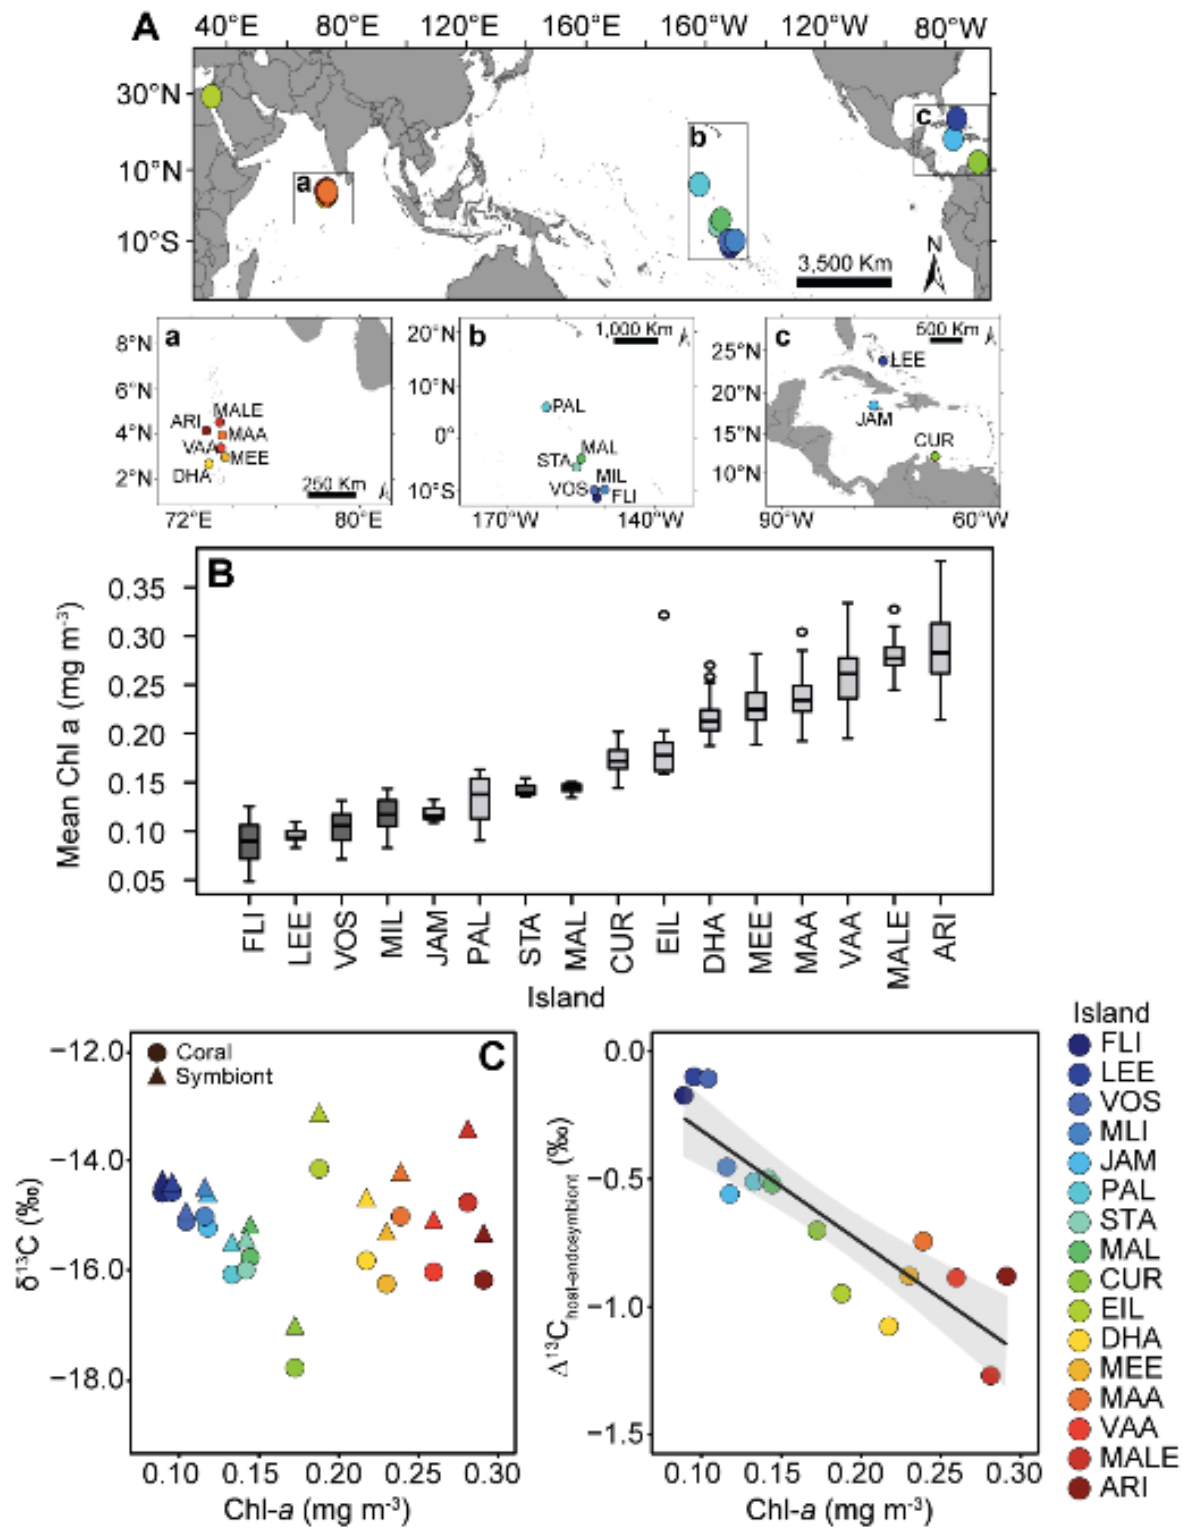 A
40°E 80°E 120°E 160°E 160°W 120°W 80°W
30°N
10°N
10°S
a
b
c
3,500 Km
N
a
8°N
6°N
4°N
2°N
MALE
ARI
MAA
VAA
MEE
DHA
250 Km
72°E 80°E
b
20°N
10°N
0°
10°S
1,000 Km
PAL
MAL
STA
MIL
VOS
FLI
170°W 140°W
c
25°N
20°N
15°N
10°N
500 Km
LEE
JAM
CUR
90°W 60°W
B
Mean Chl a (mg m⁻³)
0.35
0.30
0.25
0.20
0.15
0.10
0.05
FLI LEE VOS MIL JAM PAL STA MAL CUR EIL DHA MEE MAA VAA MALE ARI
Island
C
Coral
Symbiont
δ¹³C (‰)
−12.0
−14.0
−16.0
−18.0
0.10 0.15 0.20 0.25 0.30
Chl-a (mg m⁻³)
Δ¹³C host-endosymbiont (‰)
0.0
−0.5
−1.0
−1.5
0.10 0.15 0.20 0.25 0.30
Chl-a (mg m⁻³)
Island
FLI
LEE
VOS
MLI
JAM
PAL
STA
MAL
CUR
EIL
DHA
MEE
MAA
VAA
MALE
ARI